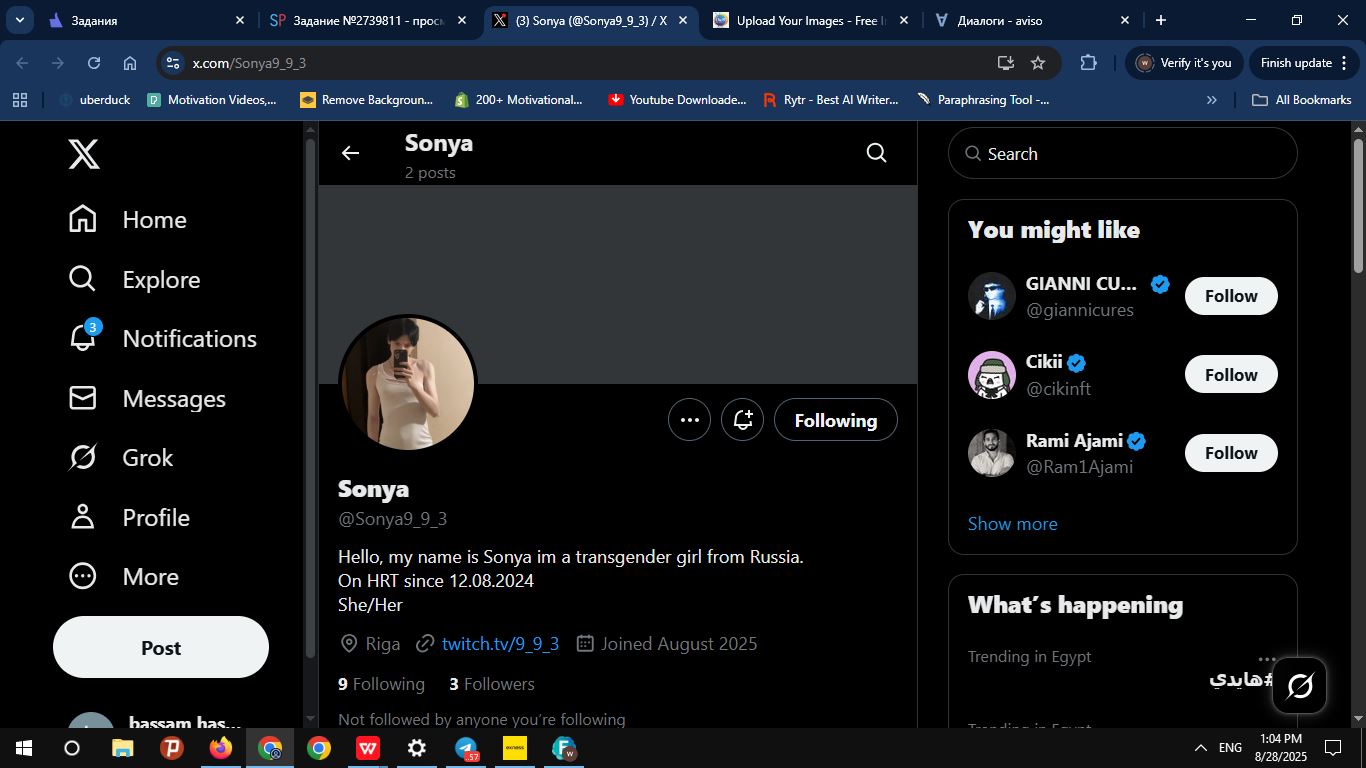 Задания
Задание №2739811 - прос
(3) Sonya (@Sonya9_9_3) / X
Upload Your Images - Free I
Диалоги - aviso
x.com/Sonya9_9_3
Verify it's you
Finish update
uberduck
Motivation Videos,...
Remove Backgroun...
200+ Motivational...
Youtube Downloade...
Rytr - Best AI Writer...
Paraphrasing Tool -...
All Bookmarks
Home
Explore
3
Notifications
Messages
Grok
Profile
More
Post
bassam has...
Sonya
2 posts
Following
Sonya
@Sonya9_9_3
Hello, my name is Sonya im a transgender girl from Russia.
On HRT since 12.08.2024
She/Her
Riga twitch.tv/9_9_3 Joined August 2025
9 Following 3 Followers
Not followed by anyone you're following
Search
You might like
GIANNI CU...
@giannicures
Follow
Cikii
@cikinft
Follow
Rami Ajami
@Ram1Ajami
Follow
Show more
What's happening
Trending in Egypt
#هايدي
ENG
1:04 PM
8/28/2025